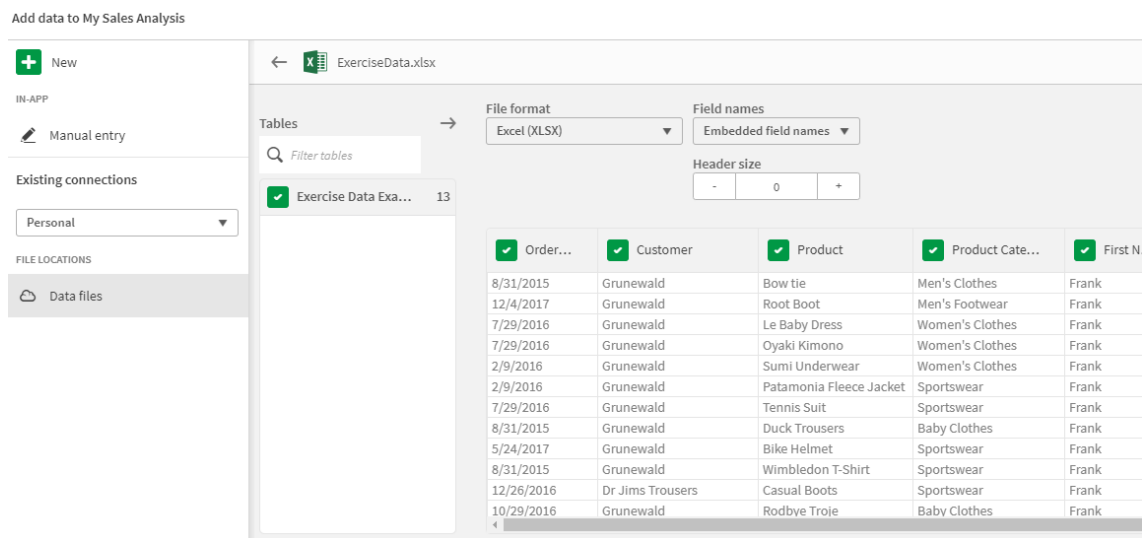 Add data to My Sales Analysis
New
IN-APP
Manual entry
Existing connections
Personal
FILE LOCATIONS
Data files
ExerciseData.xlsx
Tables
Filter tables
Exercise Data Exa... 13
File format
Excel (XLSX)
Field names
Embedded field names
Header size
- 0 +
Order... Customer Product Product Cate... First N
8/31/2015 Grunewald Bow tie Men's Clothes Frank
12/4/2017 Grunewald Root Boot Men's Footwear Frank
7/29/2016 Grunewald Le Baby Dress Women's Clothes Frank
7/29/2016 Grunewald Oyaki Kimono Women's Clothes Frank
2/9/2016 Grunewald Sumi Underwear Women's Clothes Frank
2/9/2016 Grunewald Patamonia Fleece Jacket Sportswear Frank
7/29/2016 Grunewald Tennis Suit Sportswear Frank
8/31/2015 Grunewald Duck Trousers Baby Clothes Frank
5/24/2017 Grunewald Bike Helmet Sportswear Frank
8/31/2015 Grunewald Wimbledon T-Shirt Sportswear Frank
12/26/2016 Dr Jims Trousers Casual Boots Sportswear Frank
10/29/2016 Grunewald Rodbye Troje Baby Clothes Frank